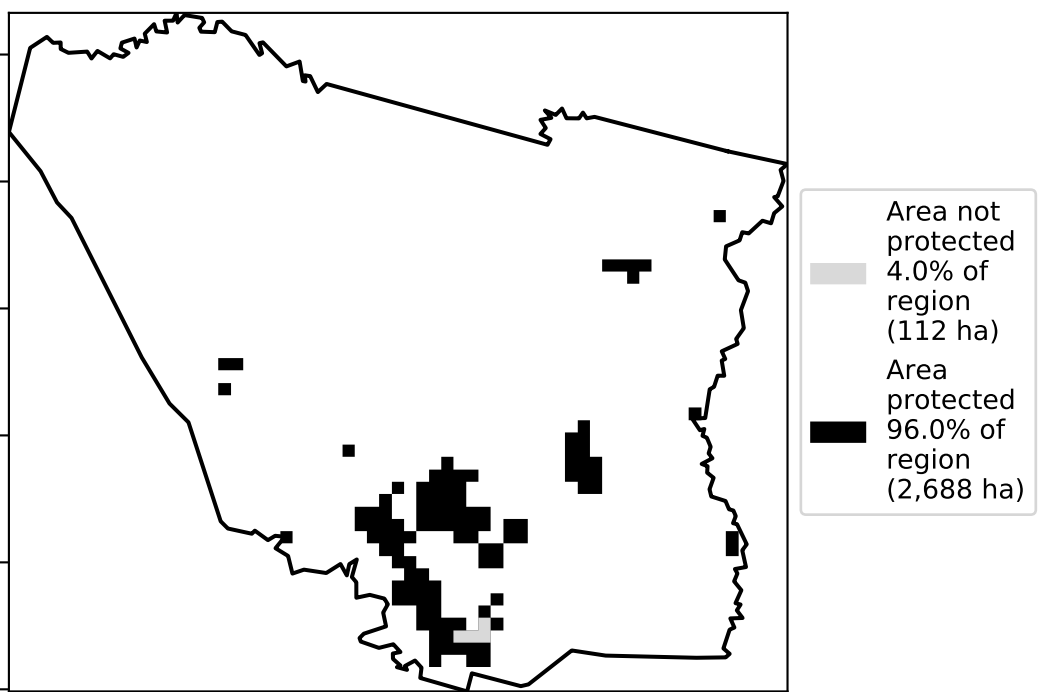 Area not
protected
4.0% of
region
(112 ha)
Area
protected
96.0% of
region
(2,688 ha)